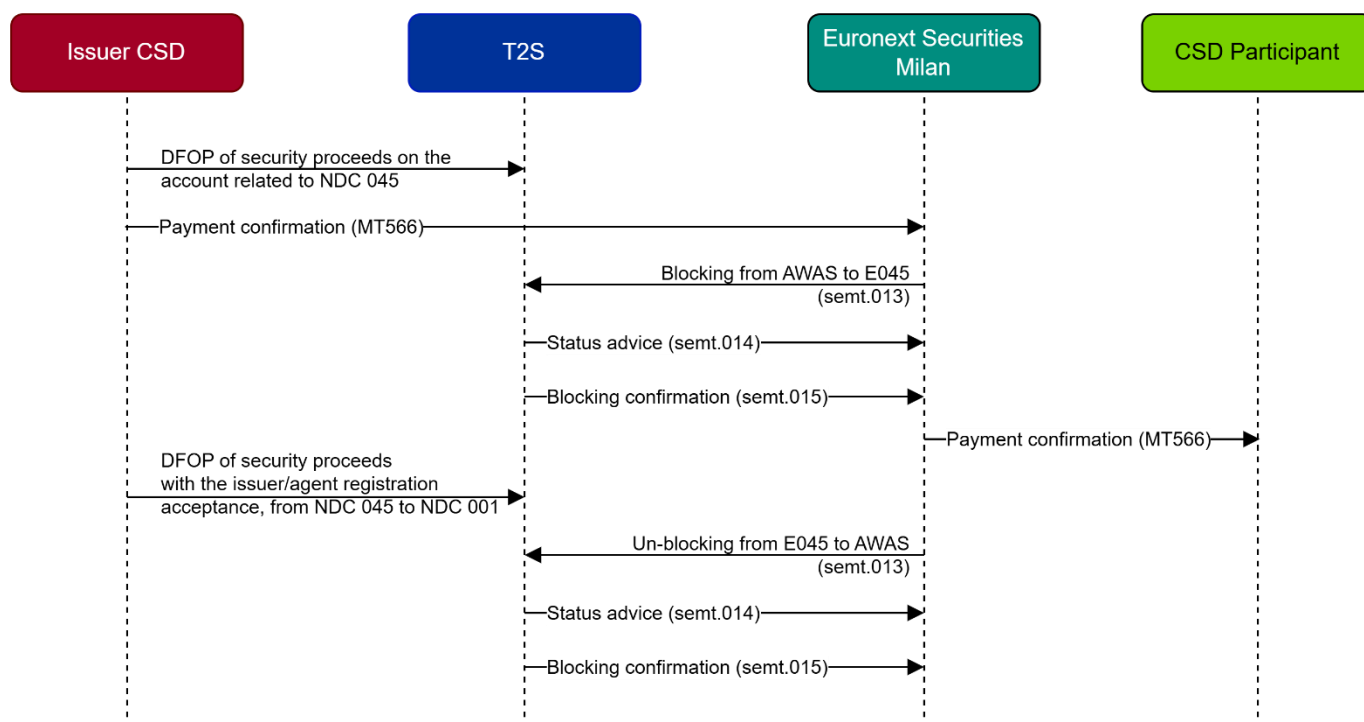 Issuer CSD
T2S
Euronext Securities
Milan
CSD Participant
DFOP of security proceeds on the
account related to NDC 045
Payment confirmation (MT566)
Blocking from AWAS to E045
(semt.013)
Status advice (semt.014)
Blocking confirmation (semt.015)
Payment confirmation (MT566)
DFOP of security proceeds
with the issuer/agent registration
acceptance, from NDC 045 to NDC 001
Un-blocking from E045 to AWAS
(semt.013)
Status advice (semt.014)
Blocking confirmation (semt.015)